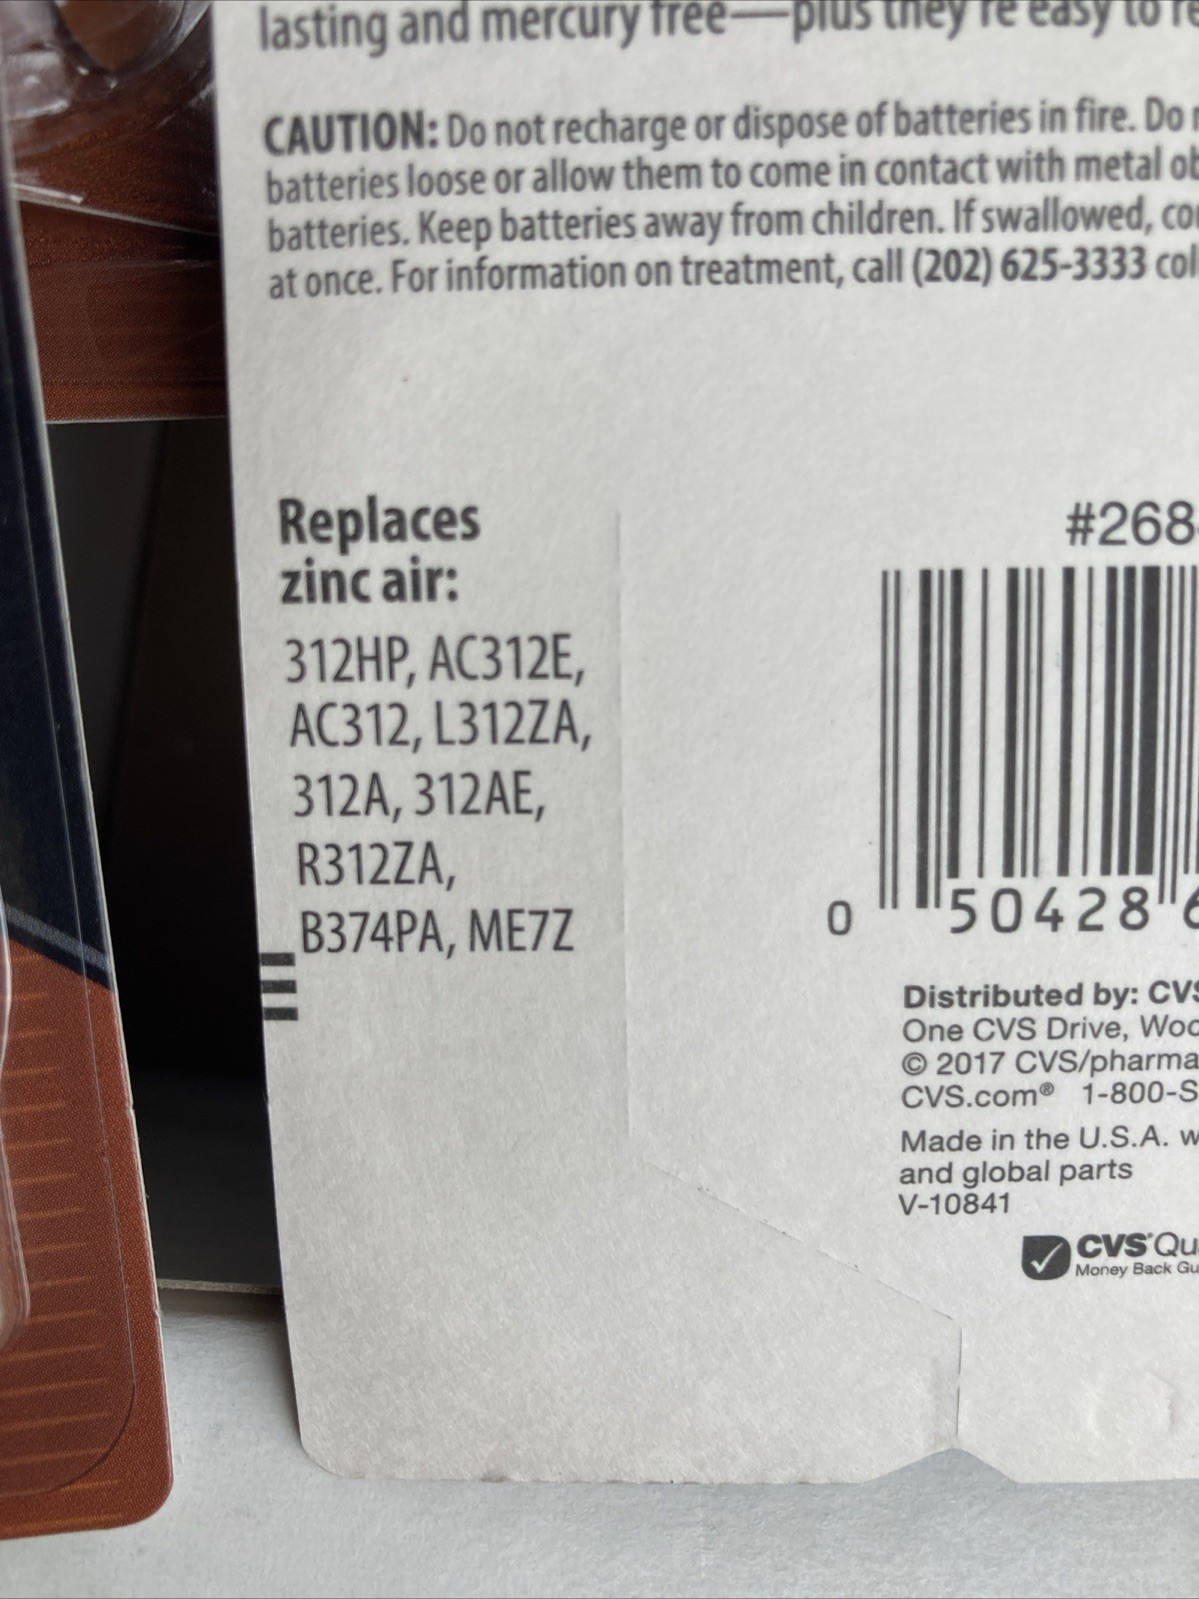 lasting and mercury free—plus they're easy to
CAUTION: Do not recharge or dispose of batteries in fire. Do
batteries loose or allow them to come in contact with metal
batteries. Keep batteries away from children. If swallowed,
at once. For information on treatment, call (202) 625-3333
Replaces
zinc air:
312HP, AC312E,
AC312, L312ZA,
312A, 312AE,
R312ZA,
B374PA, ME7Z
#268
0 50428 6
Distributed by: CVS
One CVS Drive,
© 2017 CVS/pharma
CVS.com® 1-800-S
Made in the U.S.A. w
and global parts
V-10841
CVS® Qu
Money Back Gu